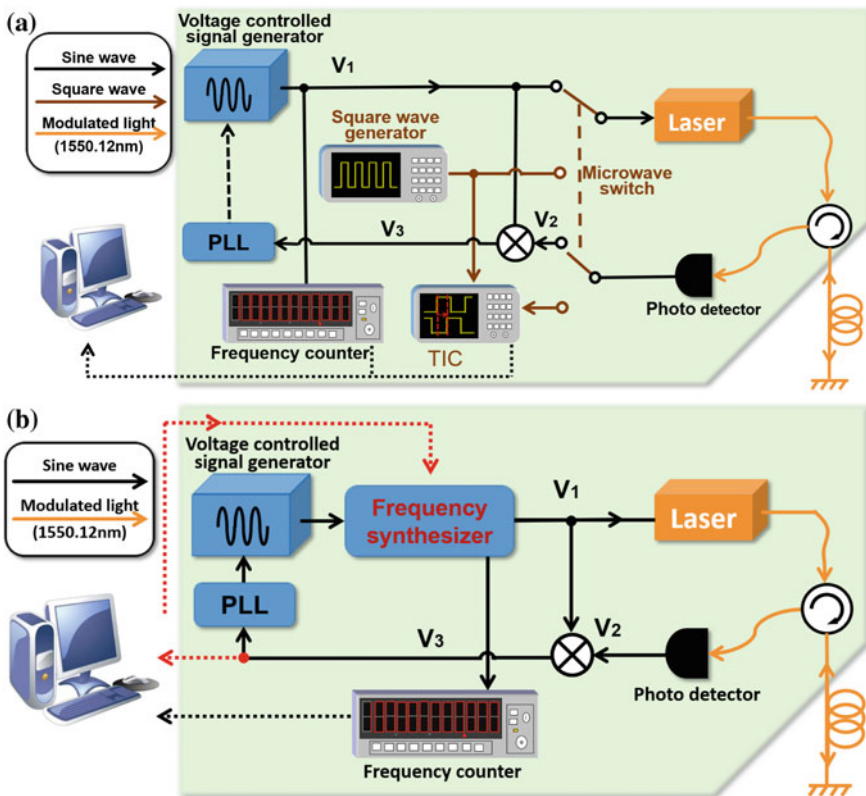 (a)
Voltage controlled
signal generator
Sine wave
Square wave
Modulated light
(1550.12nm)
V1
Square wave
generator
Laser
Microwave
switch
PLL
V3
V2
Photo detector
Frequency counter
TIC
(b)
Voltage controlled
signal generator
Sine wave
Modulated light
(1550.12nm)
Frequency
synthesizer
V1
Laser
PLL
V3
V2
Photo detector
Frequency counter